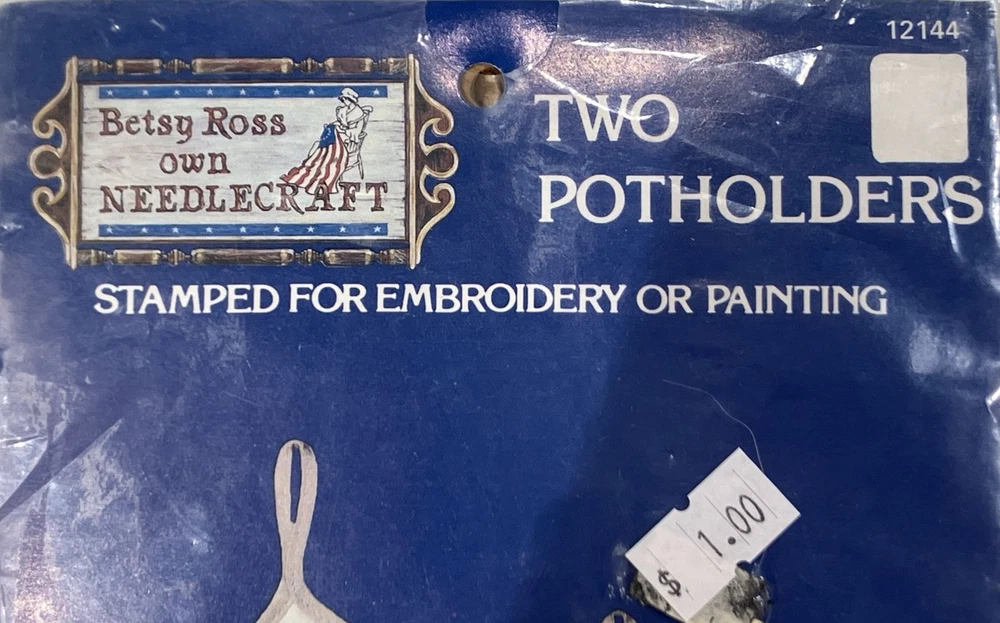 12144
Betsy Ross
own
NEEDLECRAFT
TWO
POTHOLDERS
STAMPED FOR EMBROIDERY OR PAINTING
$ 1.00